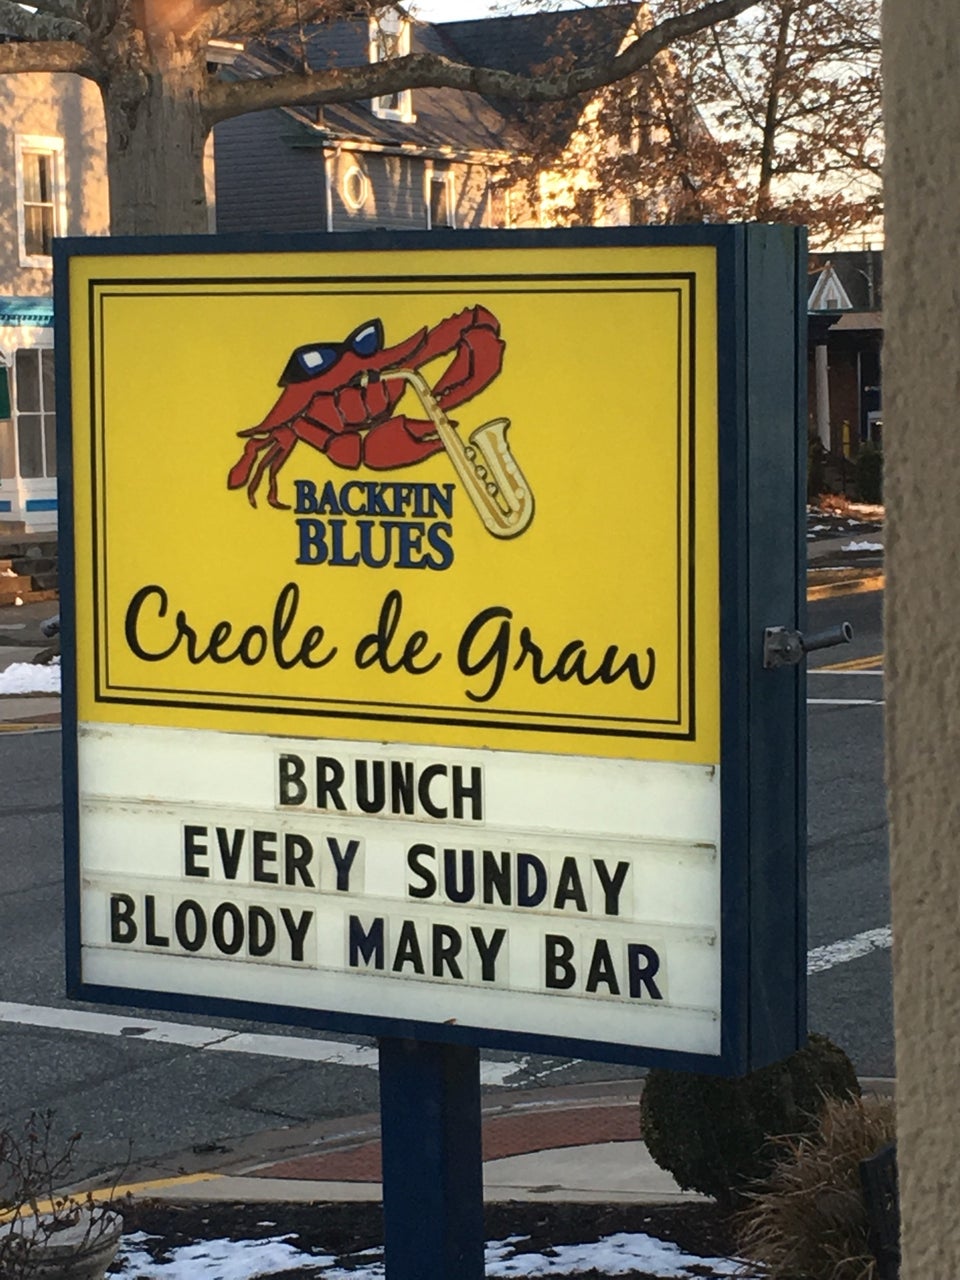 BACKFIN
BLUES
Creole de Graw
BRUNCH
EVERY SUNDAY
BLOODY MARY BAR